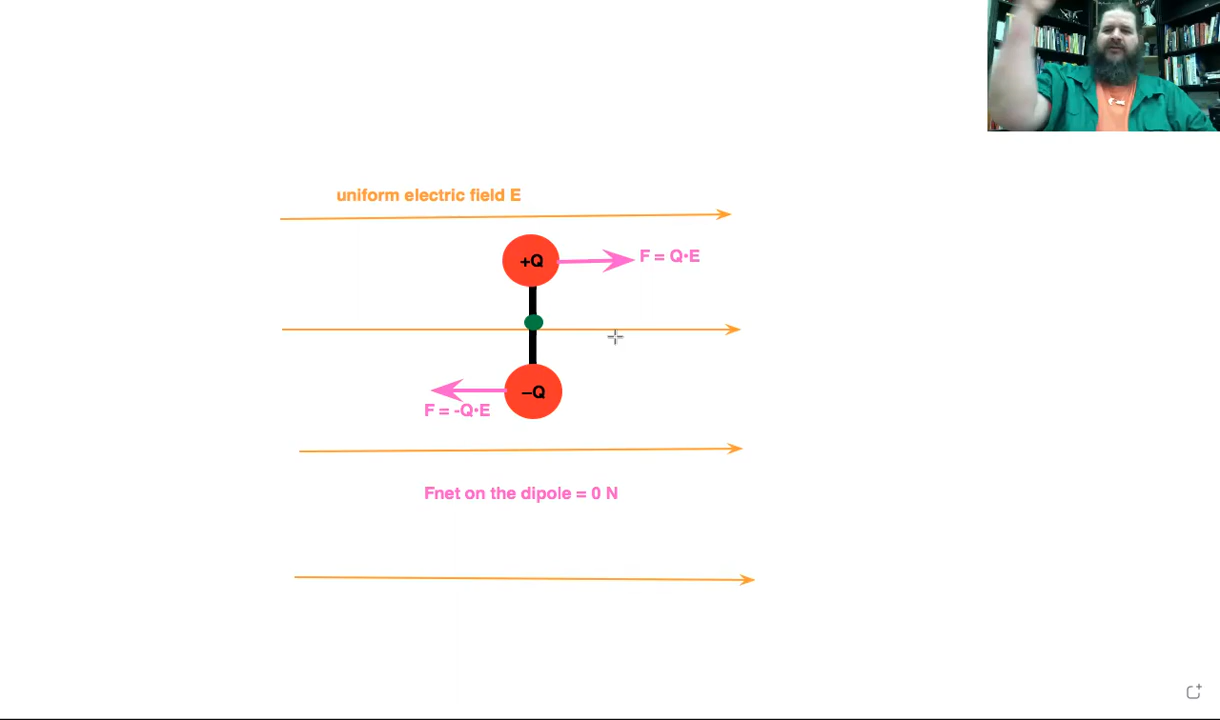 uniform electric field E
+Q
F = Q·E
–Q
F = -Q·E
Fnet on the dipole = 0 N